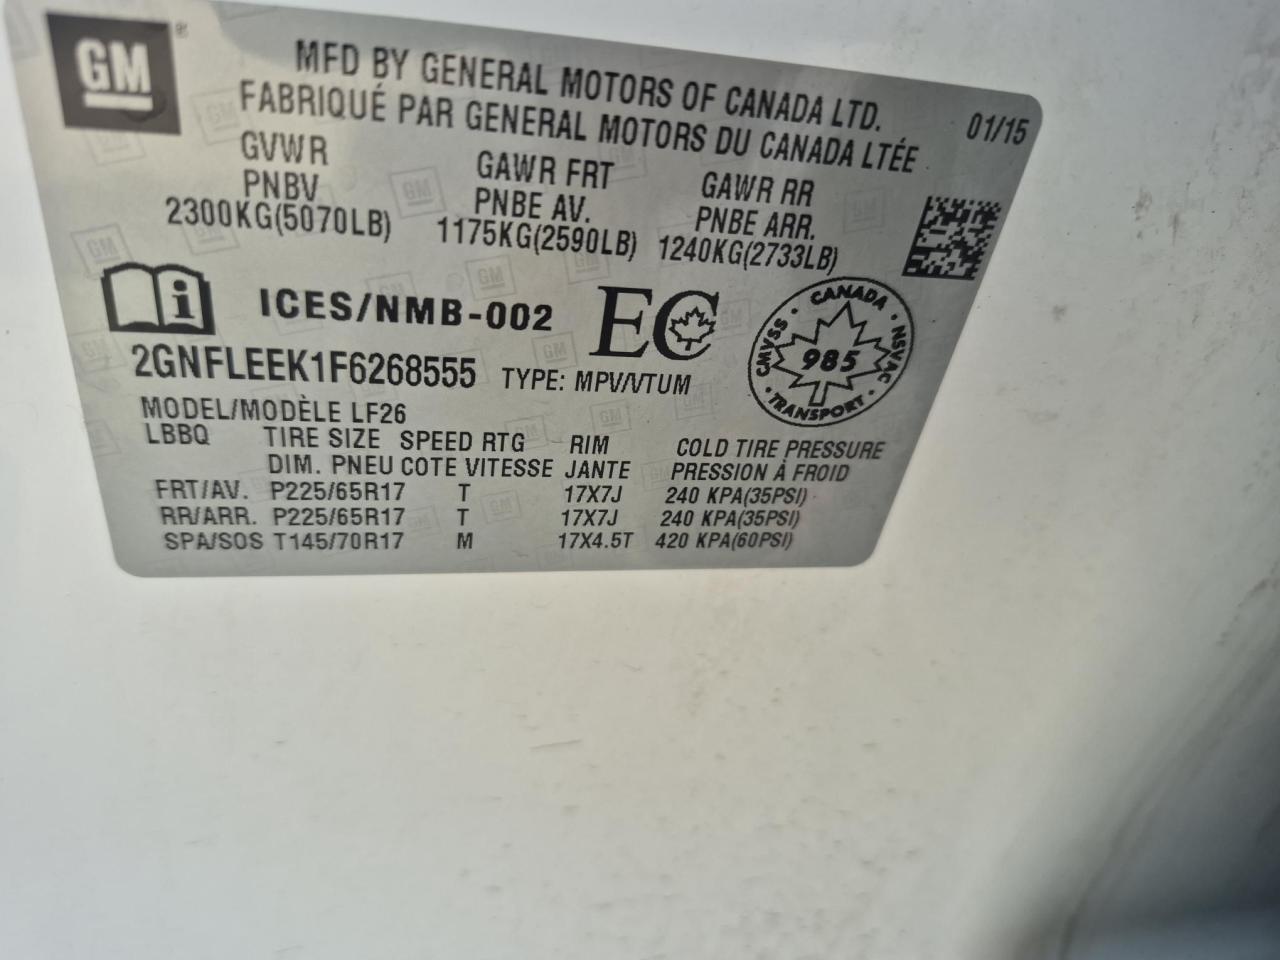 GM
MFD BY GENERAL MOTORS OF CANADA LTD.
FABRIQUÉ PAR GENERAL MOTORS DU CANADA LTÉE
01/15
GVWR GAWR FRT GAWR RR
PNBV PNBE AV. PNBE ARR.
2300KG(5070LB) 1175KG(2590LB) 1240KG(2733LB)
i ICES/NMB-002 EC
CANADA
CMVSS 985 NSVAC
TRANSPORT
2GNFLEEK1F6268555 TYPE: MPV/VTUM
MODEL/MODÈLE LF26
LBBQ TIRE SIZE SPEED RTG RIM COLD TIRE PRESSURE
DIM. PNEU COTE VITESSE JANTE PRESSION À FROID
FRT/AV. P225/65R17 T 17X7J 240 KPA(35PSI)
RR/ARR. P225/65R17 T 17X7J 240 KPA(35PSI)
SPA/SOS T145/70R17 M 17X4.5T 420 KPA(60PSI)